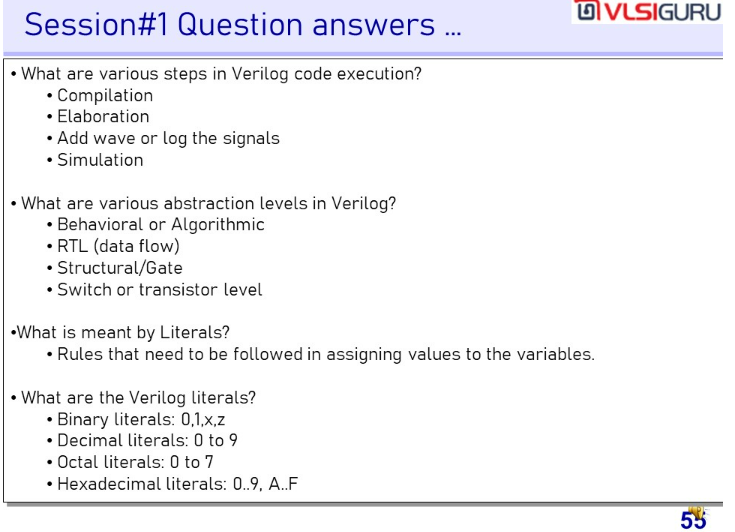 Session#1 Question answers ...
VLSIGURU
• What are various steps in Verilog code execution?
• Compilation
• Elaboration
• Add wave or log the signals
• Simulation
• What are various abstraction levels in Verilog?
• Behavioral or Algorithmic
• RTL (data flow)
• Structural/Gate
• Switch or transistor level
•What is meant by Literals?
• Rules that need to be followed in assigning values to the variables.
• What are the Verilog literals?
• Binary literals: 0,1,x,z
• Decimal literals: 0 to 9
• Octal literals: 0 to 7
• Hexadecimal literals: 0..9, A..F
55